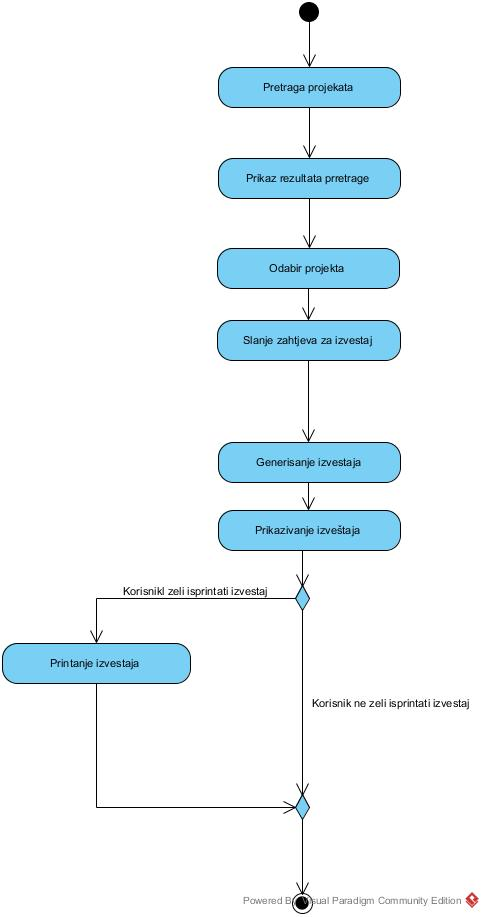 Pretraga projekata
Prikaz rezultata prretrage
Odabir projekta
Slanje zahtjeva za izvestaj
Generisanje izvestaja
Prikazivanje izveštaja
Korisnikl zeli isprintati izvestaj
Printanje izvestaja
Korisnik ne zeli isprintati izvestaj
Powered By Visual Paradigm Community Edition